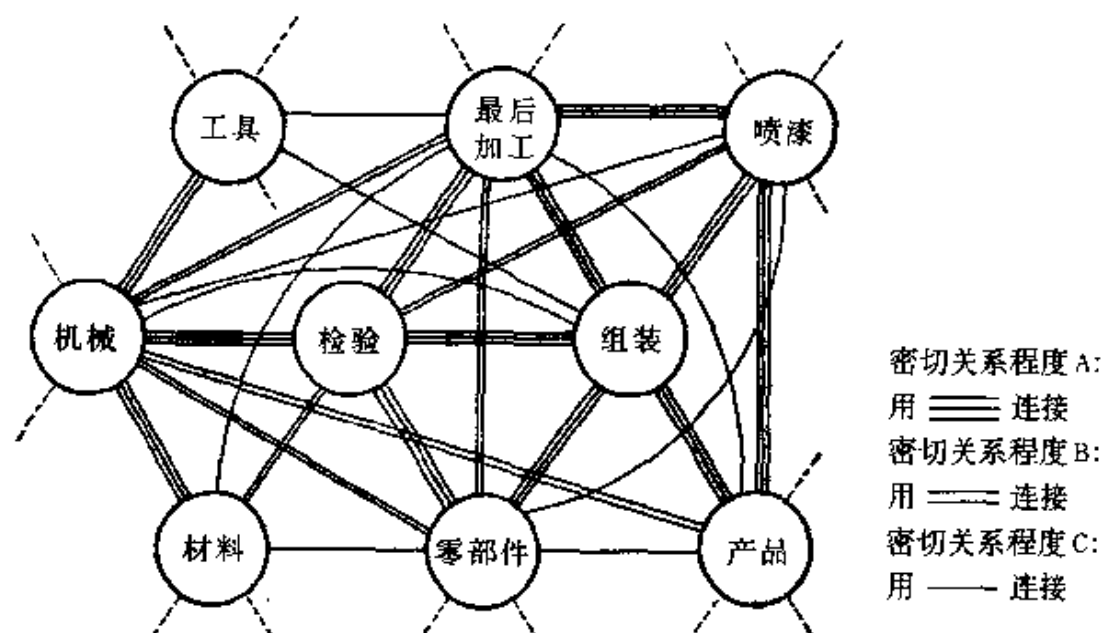 工具
最后
加工
喷漆
机械
检验
组装
材料
零部件
产品
密切关系程度A:
用 连接
密切关系程度B:
用 连接
密切关系程度C:
用 连接